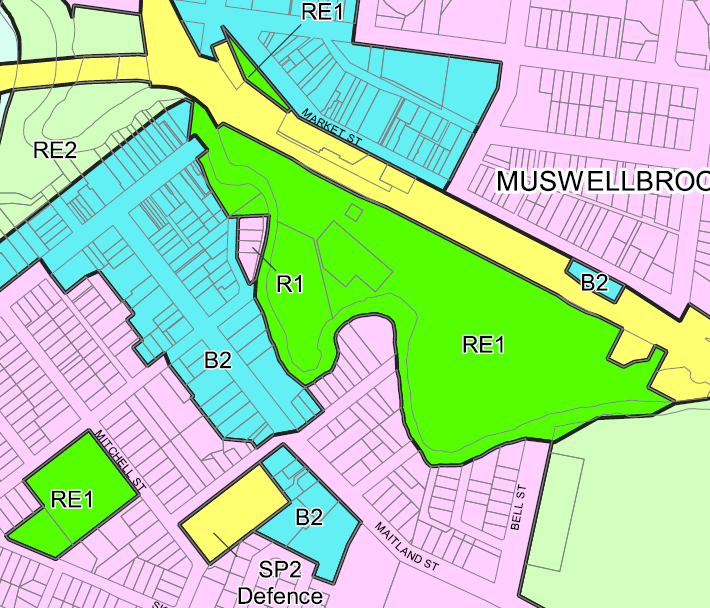 RE1
MARKET ST
RE2
MUSWELLBROO
R1
B2
B2
RE1
MITCHELL ST
RE1
B2
BELL ST
MAITLAND ST
SP2
Defence